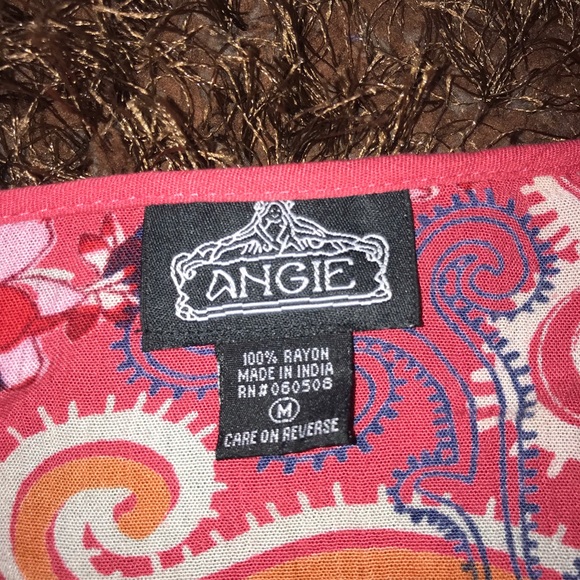 ANGIE
100% RAYON
MADE IN INDIA
RN#060508
M
CARE ON REVERSE